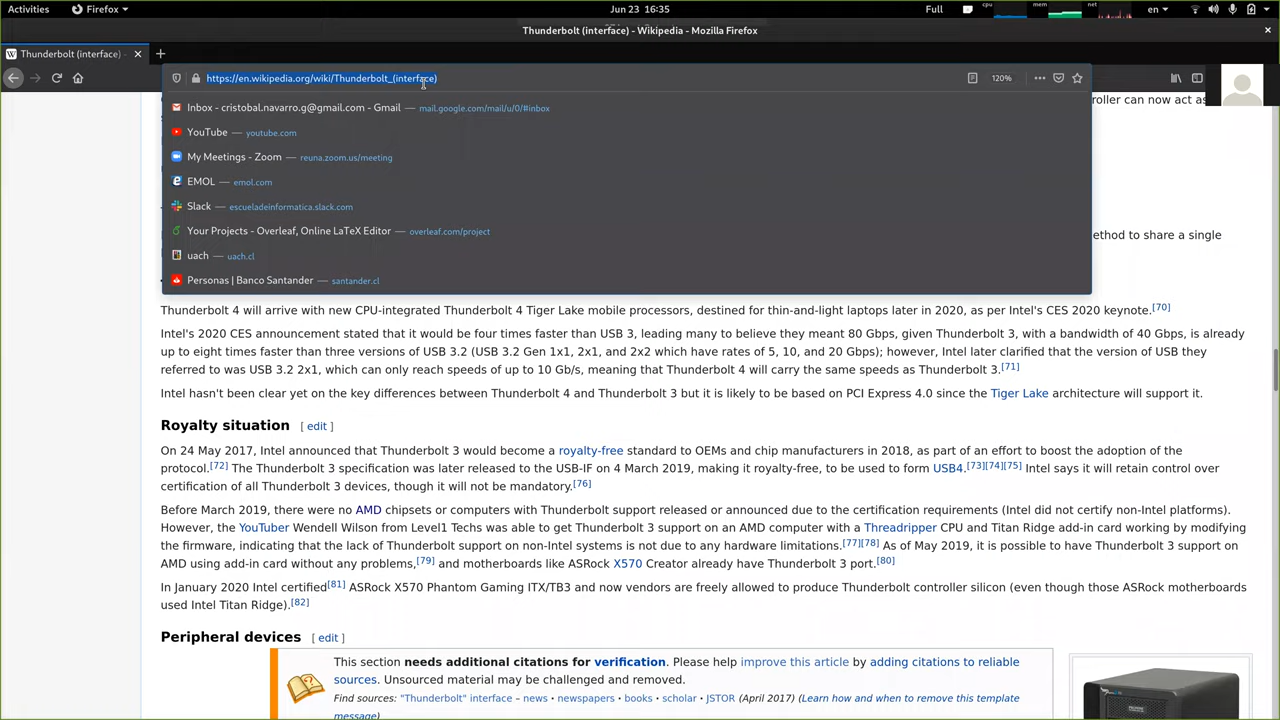 Activities Firefox Jun 23 16:35 Full cpu mem net en
Thunderbolt (interface) - Wikipedia - Mozilla Firefox
Thunderbolt (interface) -
https://en.wikipedia.org/wiki/Thunderbolt_(interface) 120%
Inbox - cristobal.navarro.g@gmail.com - Gmail — mail.google.com/mail/u/0/#inbox
roller can now act as
YouTube — youtube.com
My Meetings - Zoom — reuna.zoom.us/meeting
EMOL — emol.com
Slack — escueladeinformatica.slack.com
Your Projects - Overleaf, Online LaTeX Editor — overleaf.com/project
ethod to share a single
uach — uach.cl
Personas | Banco Santander — santander.cl
Thunderbolt 4 will arrive with new CPU-integrated Thunderbolt 4 Tiger Lake mobile processors, destined for thin-and-light laptops later in 2020, as per Intel's CES 2020 keynote.[70]
Intel's 2020 CES announcement stated that it would be four times faster than USB 3, leading many to believe they meant 80 Gbps, given Thunderbolt 3, with a bandwidth of 40 Gbps, is already
up to eight times faster than three versions of USB 3.2 (USB 3.2 Gen 1x1, 2x1, and 2x2 which have rates of 5, 10, and 20 Gbps); however, Intel later clarified that the version of USB they
referred to was USB 3.2 2x1, which can only reach speeds of up to 10 Gb/s, meaning that Thunderbolt 4 will carry the same speeds as Thunderbolt 3.[71]
Intel hasn't been clear yet on the key differences between Thunderbolt 4 and Thunderbolt 3 but it is likely to be based on PCI Express 4.0 since the Tiger Lake architecture will support it.
Royalty situation [ edit ]
On 24 May 2017, Intel announced that Thunderbolt 3 would become a royalty-free standard to OEMs and chip manufacturers in 2018, as part of an effort to boost the adoption of the
protocol.[72] The Thunderbolt 3 specification was later released to the USB-IF on 4 March 2019, making it royalty-free, to be used to form USB4.[73][74][75] Intel says it will retain control over
certification of all Thunderbolt 3 devices, though it will not be mandatory.[76]
Before March 2019, there were no AMD chipsets or computers with Thunderbolt support released or announced due to the certification requirements (Intel did not certify non-Intel platforms).
However, the YouTuber Wendell Wilson from Level1 Techs was able to get Thunderbolt 3 support on an AMD computer with a Threadripper CPU and Titan Ridge add-in card working by modifying
the firmware, indicating that the lack of Thunderbolt support on non-Intel systems is not due to any hardware limitations.[77][78] As of May 2019, it is possible to have Thunderbolt 3 support on
AMD using add-in card without any problems,[79] and motherboards like ASRock X570 Creator already have Thunderbolt 3 port.[80]
In January 2020 Intel certified[81] ASRock X570 Phantom Gaming ITX/TB3 and now vendors are freely allowed to produce Thunderbolt controller silicon (even though those ASRock motherboards
used Intel Titan Ridge).[82]
Peripheral devices [ edit ]
This section needs additional citations for verification. Please help improve this article by adding citations to reliable
sources. Unsourced material may be challenged and removed.
Find sources: "Thunderbolt" interface – news · newspapers · books · scholar · JSTOR (April 2017) (Learn how and when to remove this template
message)